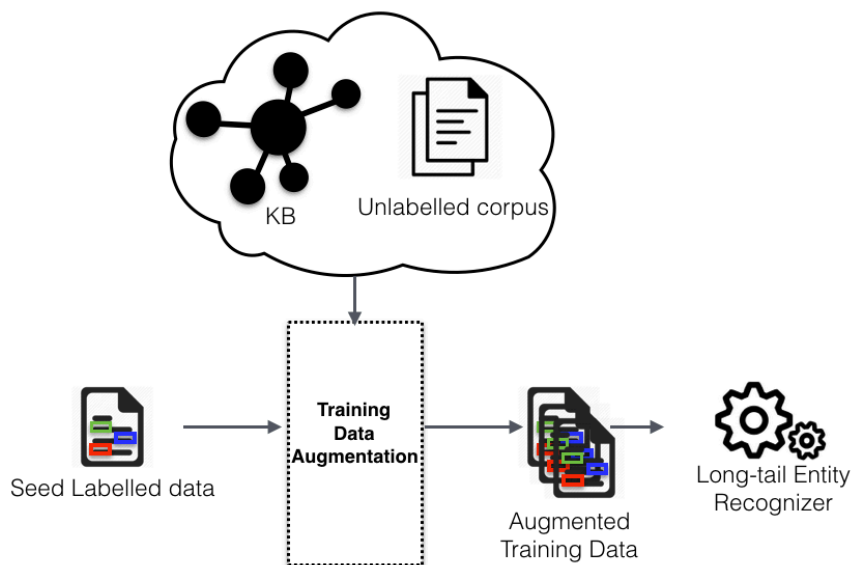 KB
Unlabelled corpus
Training
Data
Augmentation
Seed Labelled data
Augmented
Training Data
Long-tail Entity
Recognizer